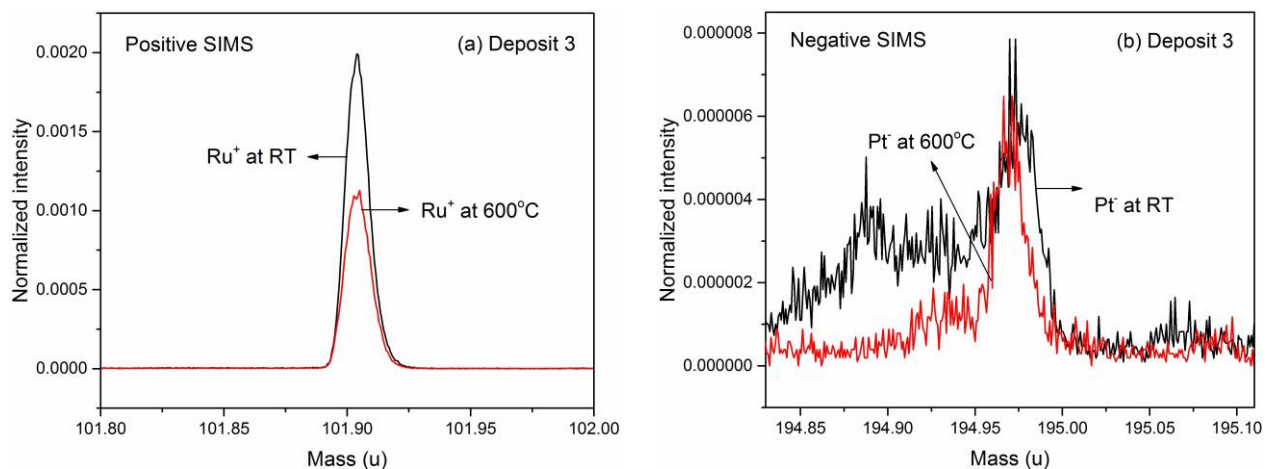 Positive SIMS
(a) Deposit 3
Ru⁺ at RT
Ru⁺ at 600°C
Normalized intensity
0.0020
0.0015
0.0010
0.0005
0.0000
101.80
101.85
101.90
101.95
102.00
Mass (u)
Negative SIMS
(b) Deposit 3
Pt⁻ at 600°C
Pt⁻ at RT
Normalized intensity
0.000008
0.000006
0.000004
0.000002
0.000000
194.85
194.90
194.95
195.00
195.05
195.10
Mass (u)